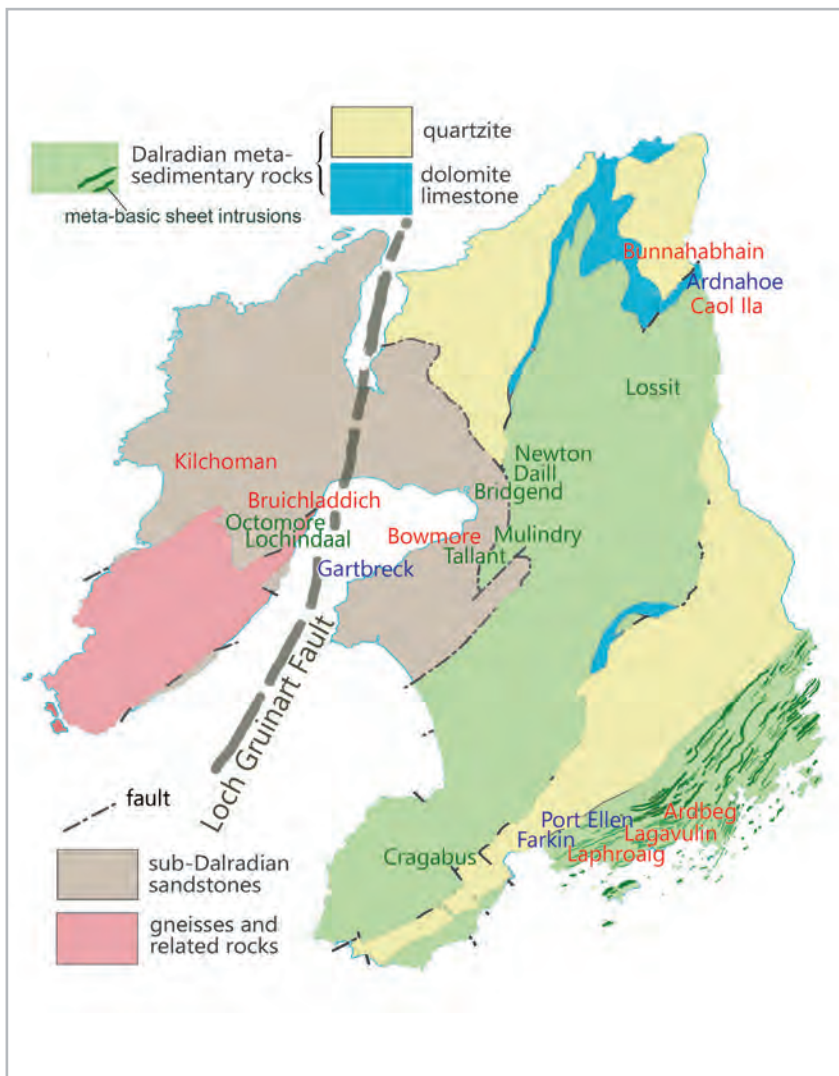 quartzite
Dalradian meta-
sedimentary rocks
dolomite
limestone
meta-basic sheet intrusions
Bunnahabhain
Ardnahoe
Caol Ila
Lossit
Kilchoman
Newton
Daill
Bridgend
Bruichladdich
Octomore
Lochindaal
Bowmore
Mulindry
Tallant
Gartbreck
Loch Gruinart Fault
fault
Port Ellen
Ardbeg
Farkin
Lagavulin
Laphroaig
Cragabus
sub-Dalradian
sandstones
gneisses and
related rocks